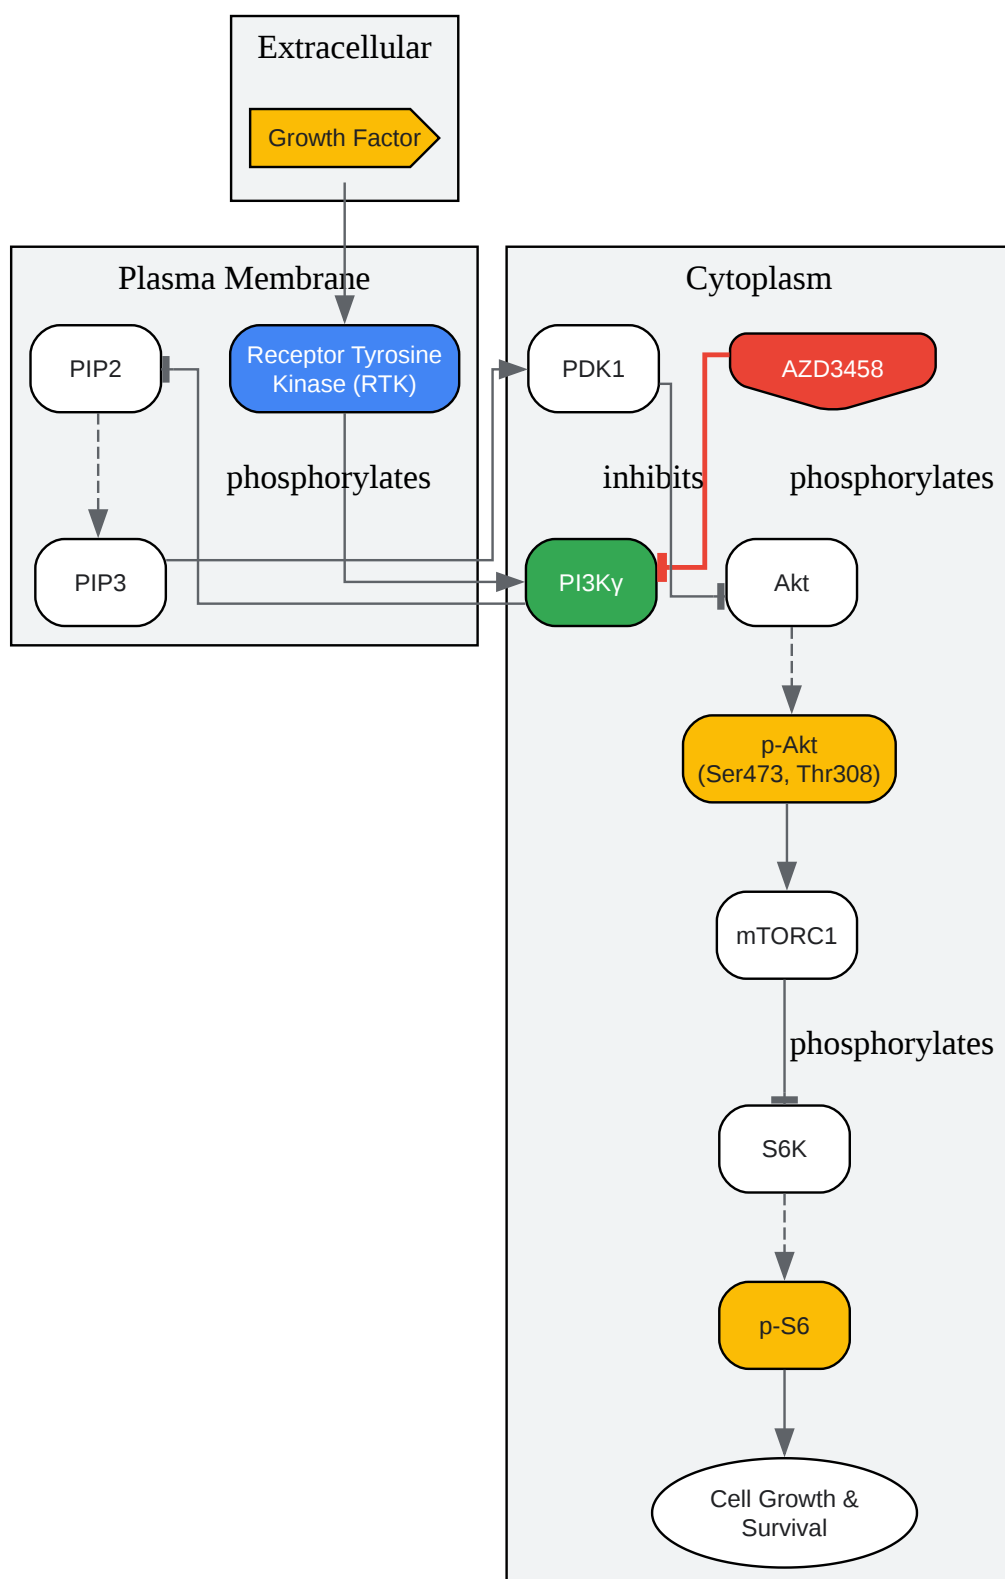 Extracellular
Growth Factor
Plasma Membrane
Cytoplasm
PIP2
Receptor Tyrosine
Kinase (RTK)
PDK1
AZD3458
phosphorylates
inhibits
phosphorylates
PIP3
PI3Kγ
Akt
p-Akt
(Ser473, Thr308)
mTORC1
phosphorylates
S6K
p-S6
Cell Growth &
Survival